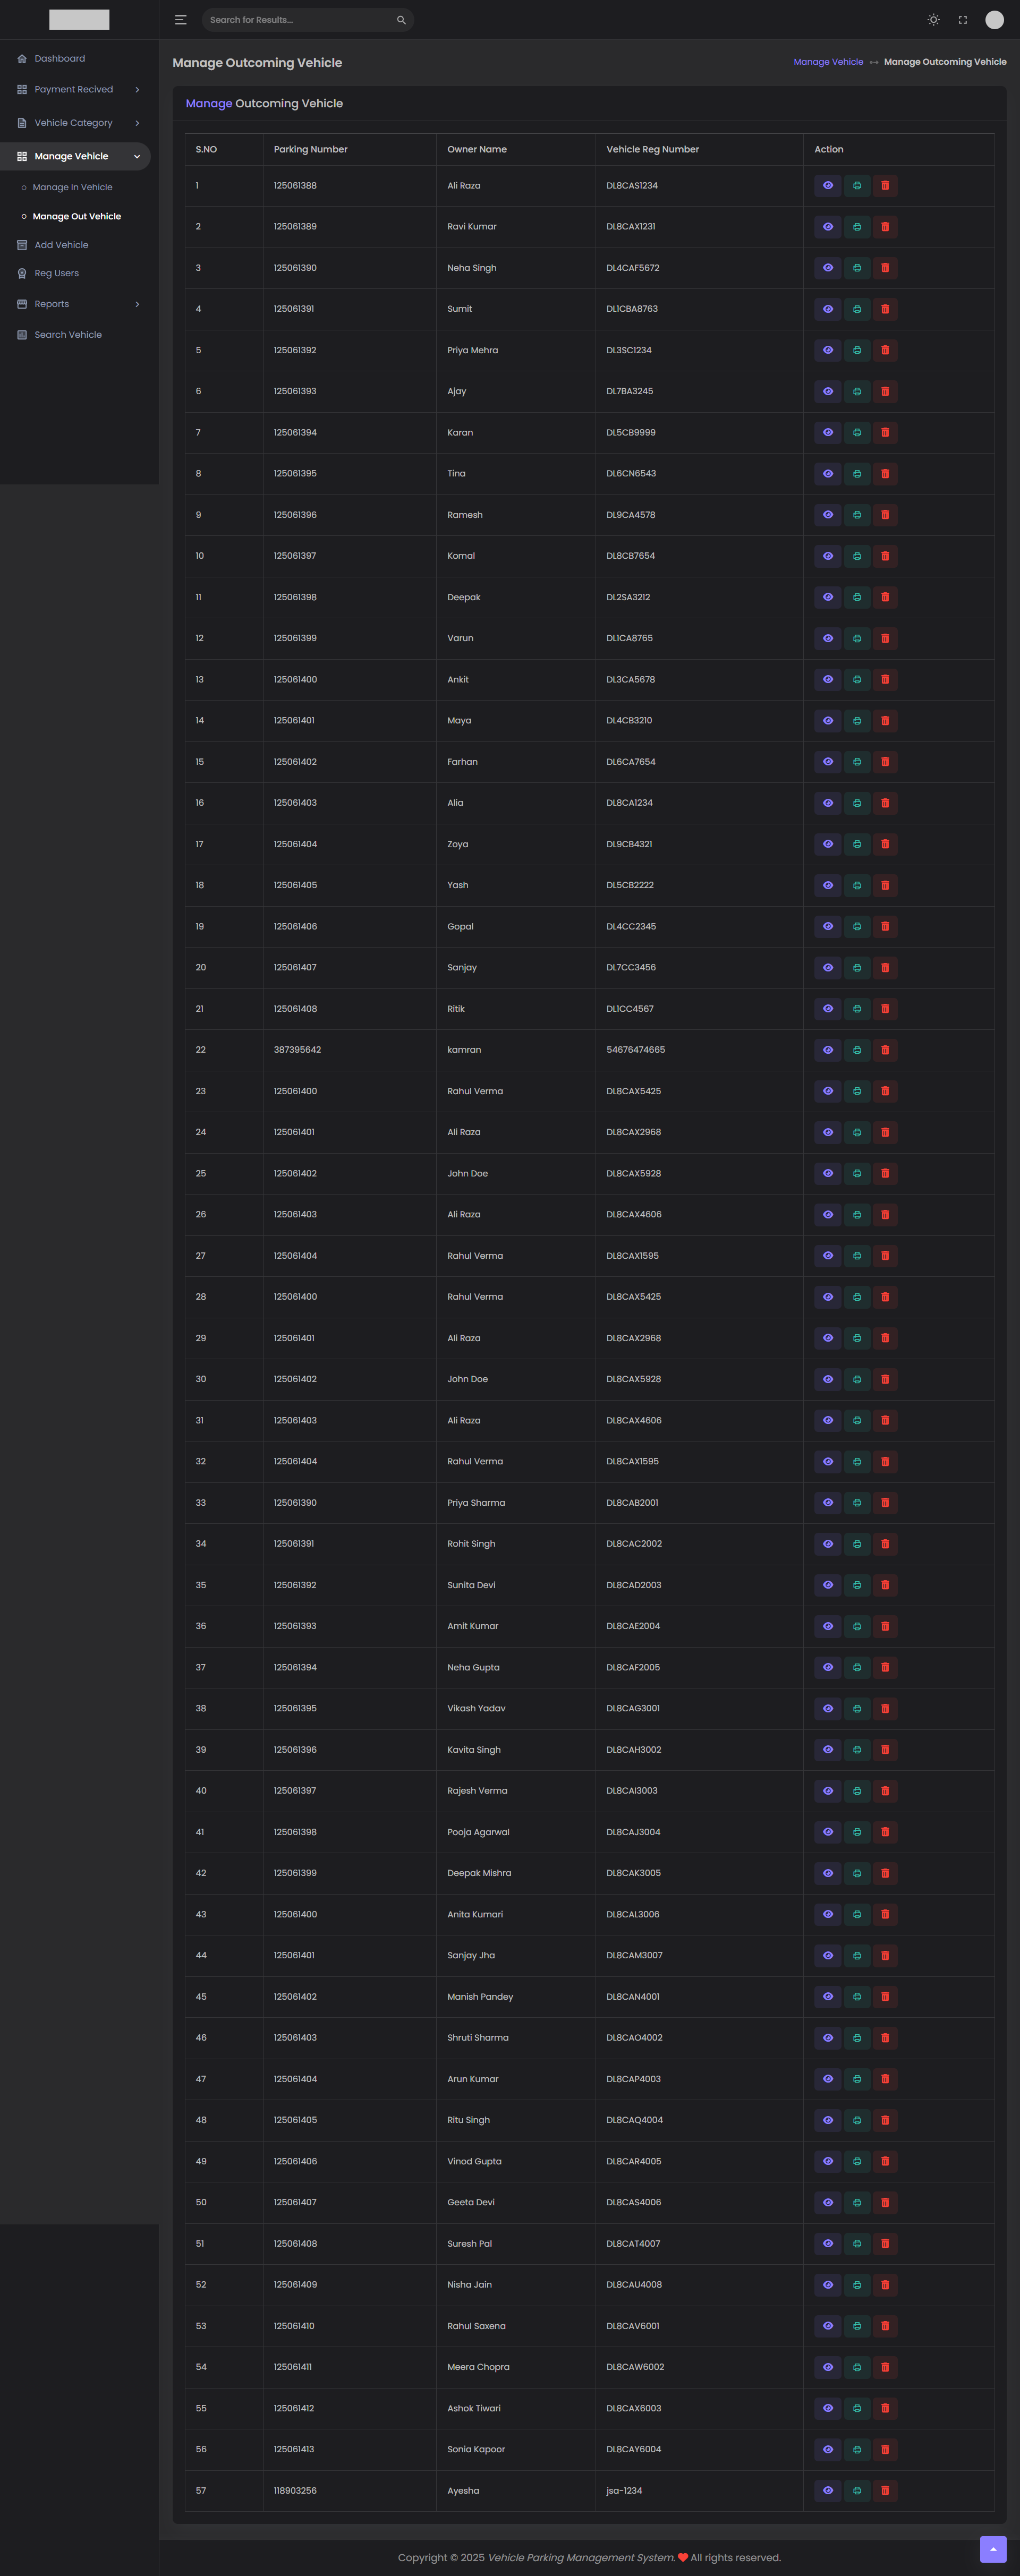 Search for Results...
Dashboard
Payment Recived
Vehicle Category
Manage Vehicle
Manage In Vehicle
Manage Out Vehicle
Add Vehicle
Reg Users
Reports
Search Vehicle
Manage Outcoming Vehicle
Manage Vehicle ↔ Manage Outcoming Vehicle
Manage Outcoming Vehicle
S.NO Parking Number Owner Name Vehicle Reg Number Action
1 125061388 Ali Raza DL8CAS1234
2 125061389 Ravi Kumar DL8CAX1231
3 125061390 Neha Singh DL4CAF5672
4 125061391 Sumit DL1CBA8763
5 125061392 Priya Mehra DL3SC1234
6 125061393 Ajay DL7BA3245
7 125061394 Karan DL5CB9999
8 125061395 Tina DL6CN6543
9 125061396 Ramesh DL9CA4578
10 125061397 Komal DL8CB7654
11 125061398 Deepak DL2SA3212
12 125061399 Varun DL1CA8765
13 125061400 Ankit DL3CA5678
14 125061401 Maya DL4CB3210
15 125061402 Farhan DL6CA7654
16 125061403 Alia DL8CA1234
17 125061404 Zoya DL9CB4321
18 125061405 Yash DL5CB2222
19 125061406 Gopal DL4CC2345
20 125061407 Sanjay DL7CC3456
21 125061408 Ritik DL1CC4567
22 387395642 kamran 54676474665
23 125061400 Rahul Verma DL8CAX5425
24 125061401 Ali Raza DL8CAX2968
25 125061402 John Doe DL8CAX5928
26 125061403 Ali Raza DL8CAX4606
27 125061404 Rahul Verma DL8CAX1595
28 125061400 Rahul Verma DL8CAX5425
29 125061401 Ali Raza DL8CAX2968
30 125061402 John Doe DL8CAX5928
31 125061403 Ali Raza DL8CAX4606
32 125061404 Rahul Verma DL8CAX1595
33 125061390 Priya Sharma DL8CAB2001
34 125061391 Rohit Singh DL8CAC2002
35 125061392 Sunita Devi DL8CAD2003
36 125061393 Amit Kumar DL8CAE2004
37 125061394 Neha Gupta DL8CAF2005
38 125061395 Vikash Yadav DL8CAG3001
39 125061396 Kavita Singh DL8CAH3002
40 125061397 Rajesh Verma DL8CAI3003
41 125061398 Pooja Agarwal DL8CAJ3004
42 125061399 Deepak Mishra DL8CAK3005
43 125061400 Anita Kumari DL8CAL3006
44 125061401 Sanjay Jha DL8CAM3007
45 125061402 Manish Pandey DL8CAN4001
46 125061403 Shruti Sharma DL8CAO4002
47 125061404 Arun Kumar DL8CAP4003
48 125061405 Ritu Singh DL8CAQ4004
49 125061406 Vinod Gupta DL8CAR4005
50 125061407 Geeta Devi DL8CAS4006
51 125061408 Suresh Pal DL8CAT4007
52 125061409 Nisha Jain DL8CAU4008
53 125061410 Rahul Saxena DL8CAV6001
54 125061411 Meera Chopra DL8CAW6002
55 125061412 Ashok Tiwari DL8CAX6003
56 125061413 Sonia Kapoor DL8CAY6004
57 118903256 Ayesha jsa-1234
Copyright © 2025 Vehicle Parking Management System. ❤ All rights reserved.